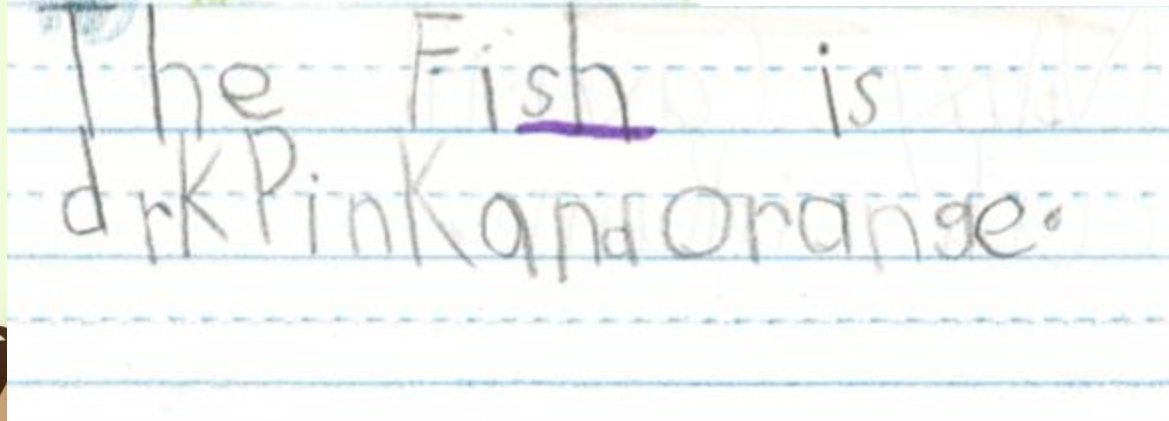 The Fish is
drK PinK and Orange.